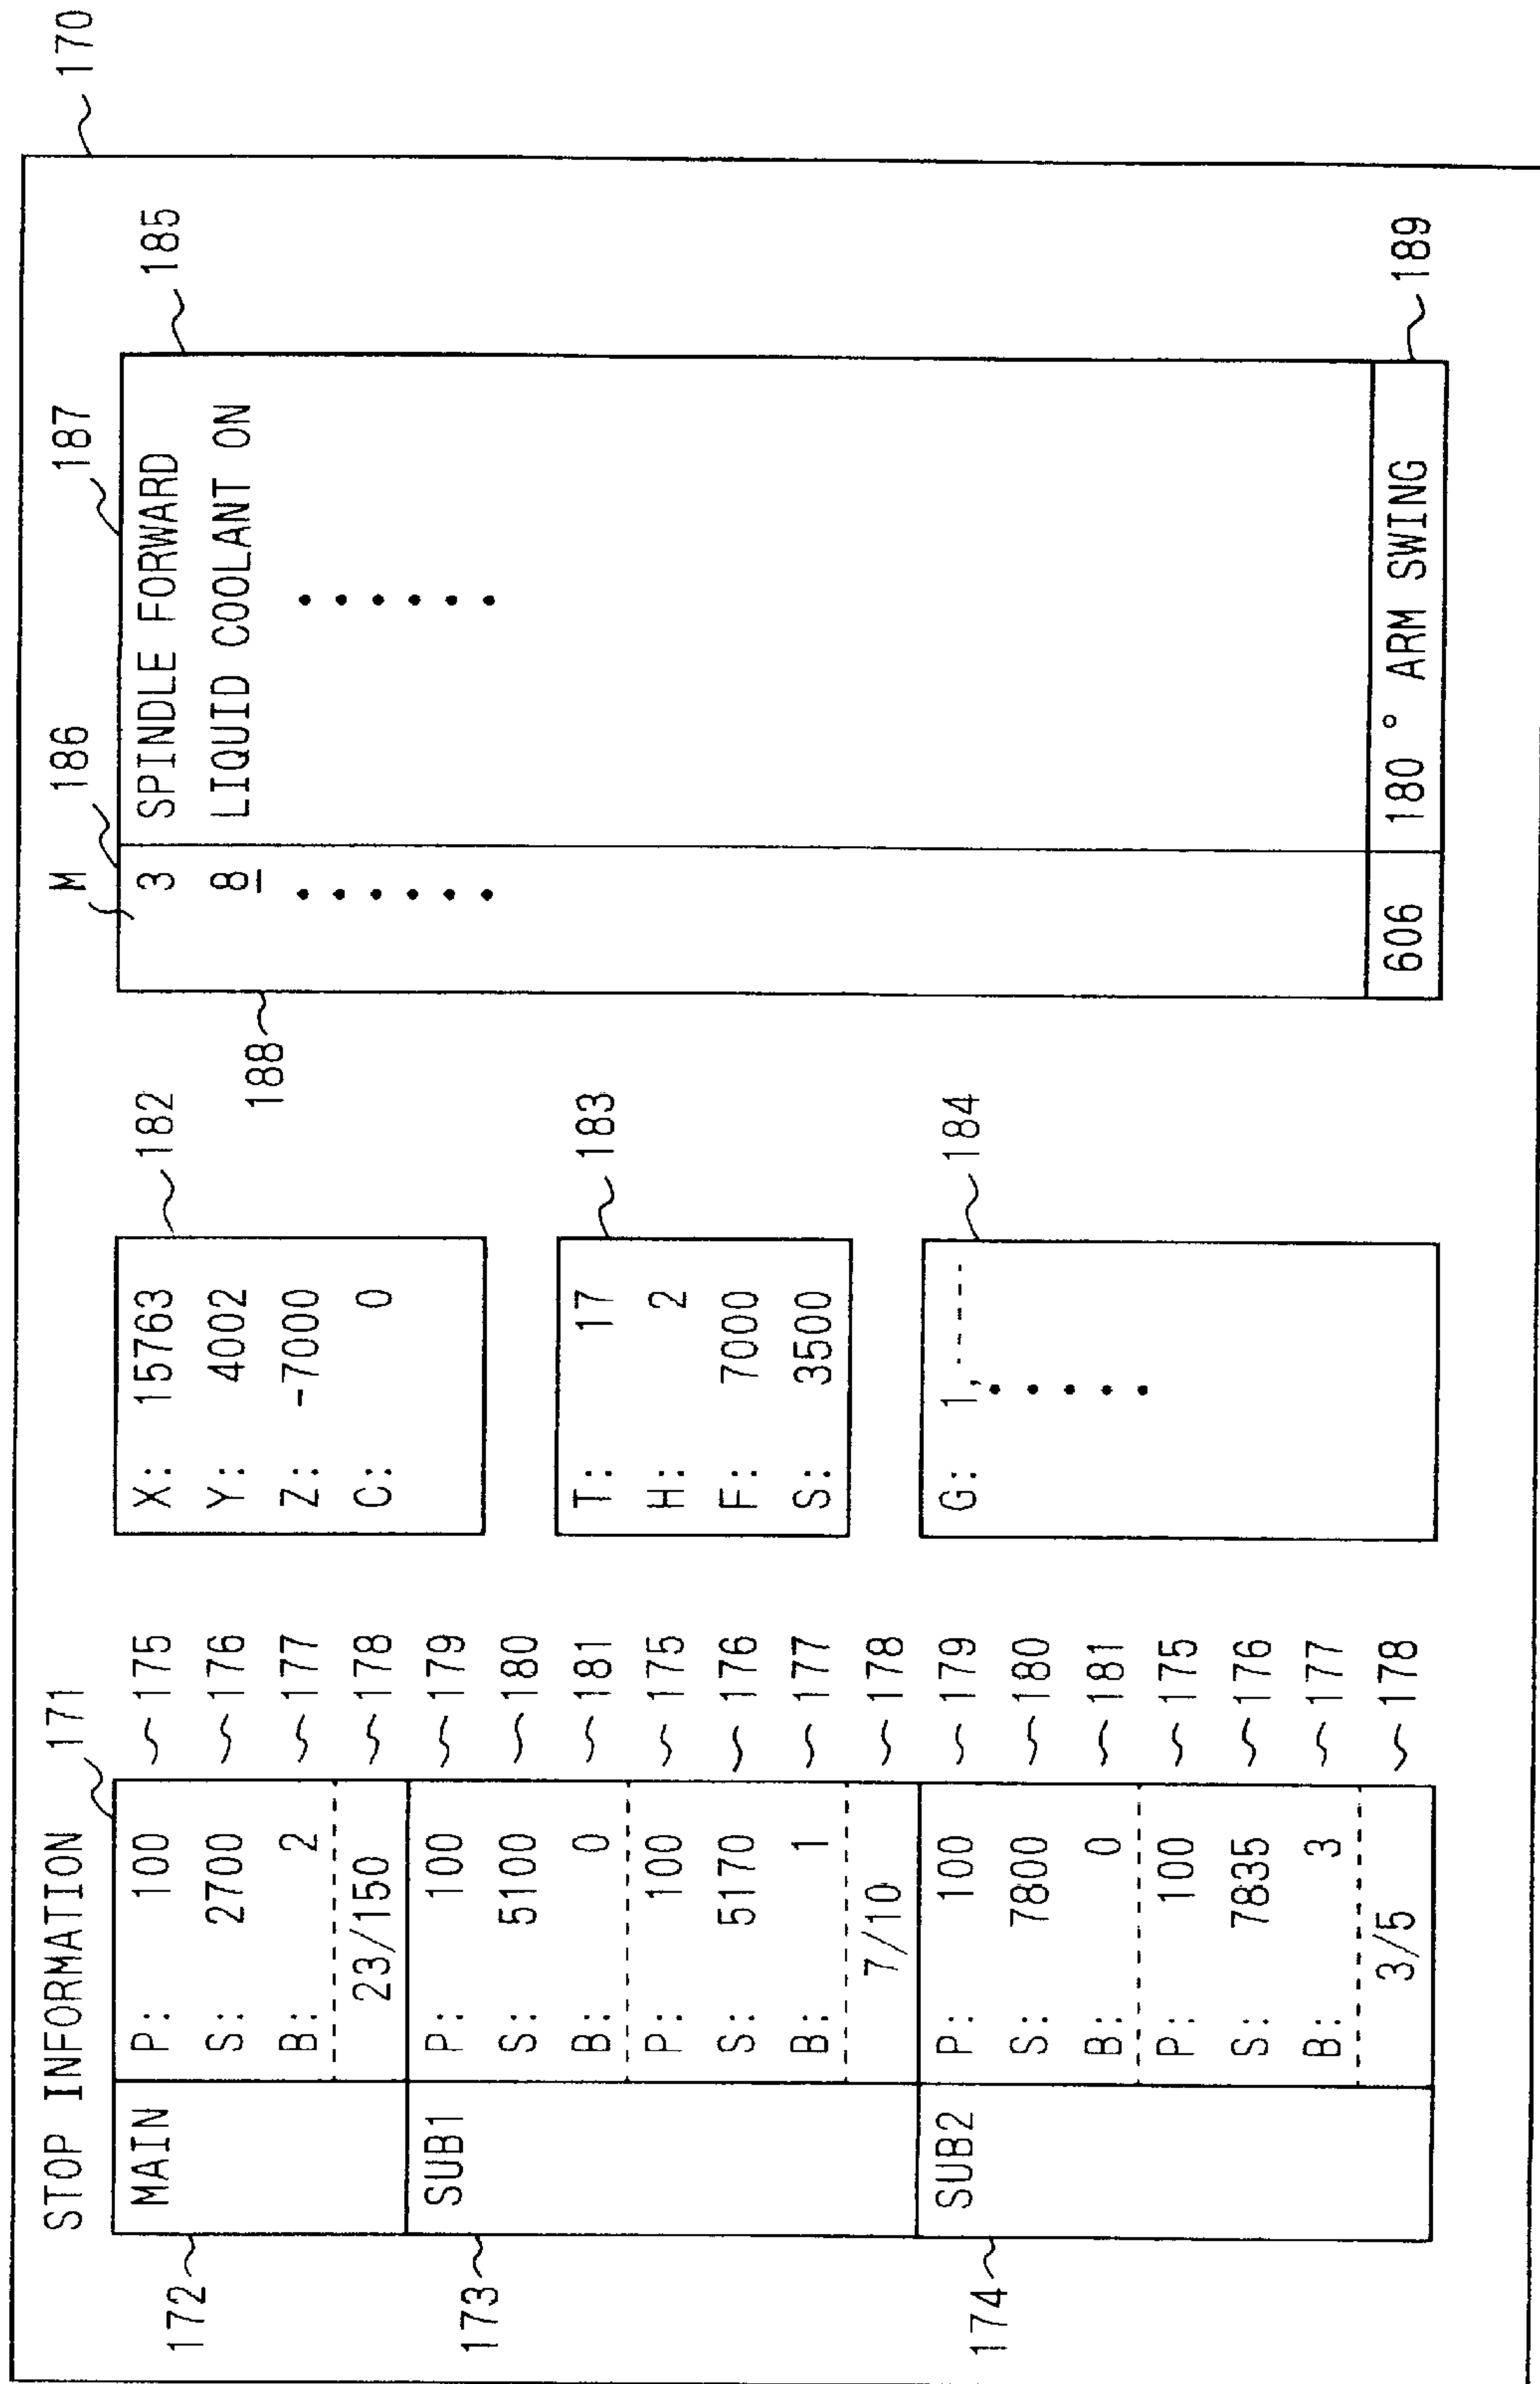 170
STOP INFORMATION
171
172
MAIN
P: 100
175
S: 2700
176
B: 2
177
23/150
178
173
SUB1
P: 100
179
S: 5100
180
B: 0
181
P: 100
175
S: 5170
176
B: 1
177
7/10
178
174
SUB2
P: 100
179
S: 7800
180
B: 0
181
P: 100
175
S: 7835
176
B: 3
177
3/5
178
X: 15763
Y: 4002
Z: -7000
C: 0
182
T: 17
H: 2
F: 7000
S: 3500
183
G: 1, -----
184
M
186
187
185
3 SPINDLE FORWARD
8 LIQUID COOLANT ON
188
606 180 ° ARM SWING
189